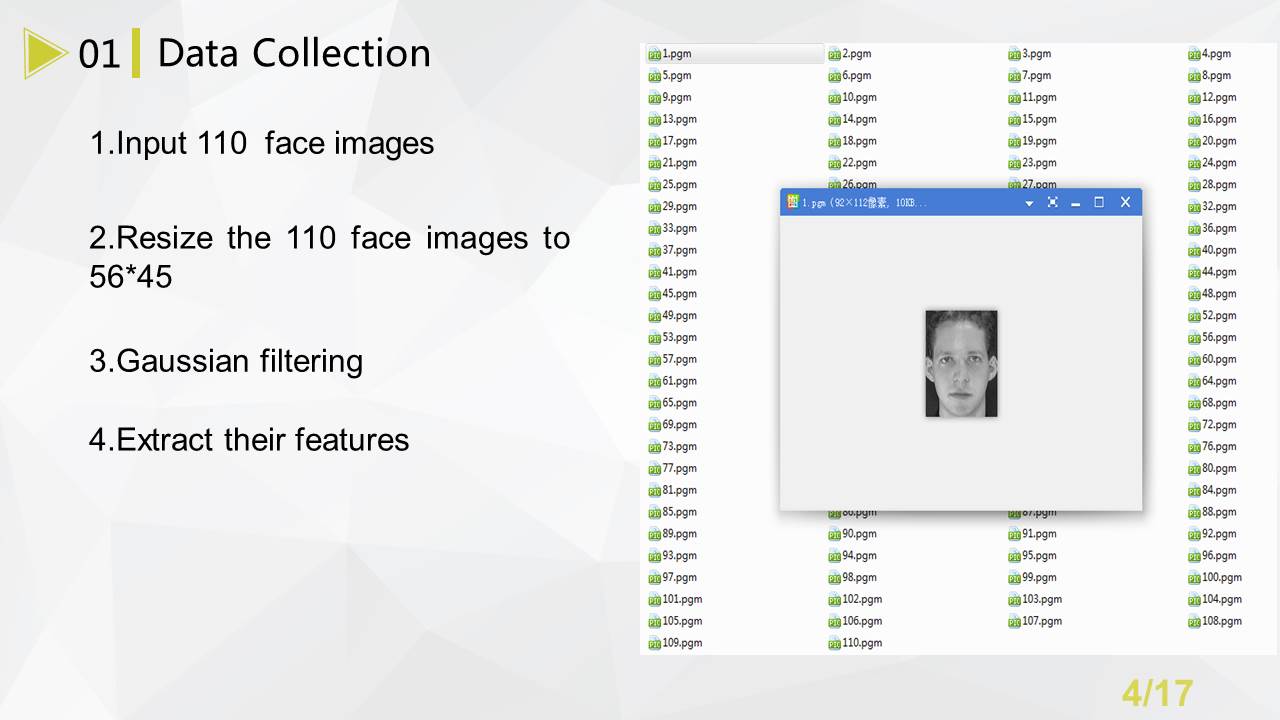 01 Data Collection
1.Input 110 face images
2.Resize the 110 face images to
56*45
3.Gaussian filtering
4.Extract their features
1.pgm 2.pgm 3.pgm 4.pgm
5.pgm 6.pgm 7.pgm 8.pgm
9.pgm 10.pgm 11.pgm 12.pgm
13.pgm 14.pgm 15.pgm 16.pgm
17.pgm 18.pgm 19.pgm 20.pgm
21.pgm 22.pgm 23.pgm 24.pgm
25.pgm 26.pgm 27.pgm 28.pgm
29.pgm 1.pgm (92×112像素, 10KB... 32.pgm
33.pgm 36.pgm
37.pgm 40.pgm
41.pgm 44.pgm
45.pgm 48.pgm
49.pgm 52.pgm
53.pgm 56.pgm
57.pgm 60.pgm
61.pgm 64.pgm
65.pgm 68.pgm
69.pgm 72.pgm
73.pgm 76.pgm
77.pgm 80.pgm
81.pgm 84.pgm
85.pgm 86.pgm 87.pgm 88.pgm
89.pgm 90.pgm 91.pgm 92.pgm
93.pgm 94.pgm 95.pgm 96.pgm
97.pgm 98.pgm 99.pgm 100.pgm
101.pgm 102.pgm 103.pgm 104.pgm
105.pgm 106.pgm 107.pgm 108.pgm
109.pgm 110.pgm
4/17